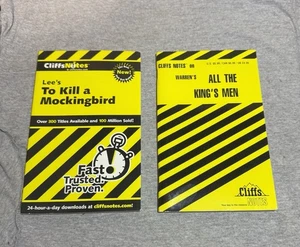 CliffsNotes
New!
Lee's
To Kill a
Mockingbird
Over 300 Titles Available and 100 Million Sold!
Fast.
Trusted.
Proven.
24-hour-a-day downloads at cliffsnotes.com!
CLIFFS NOTES on
WARREN'S
ALL THE
KING'S MEN
Cliffs
NOTES